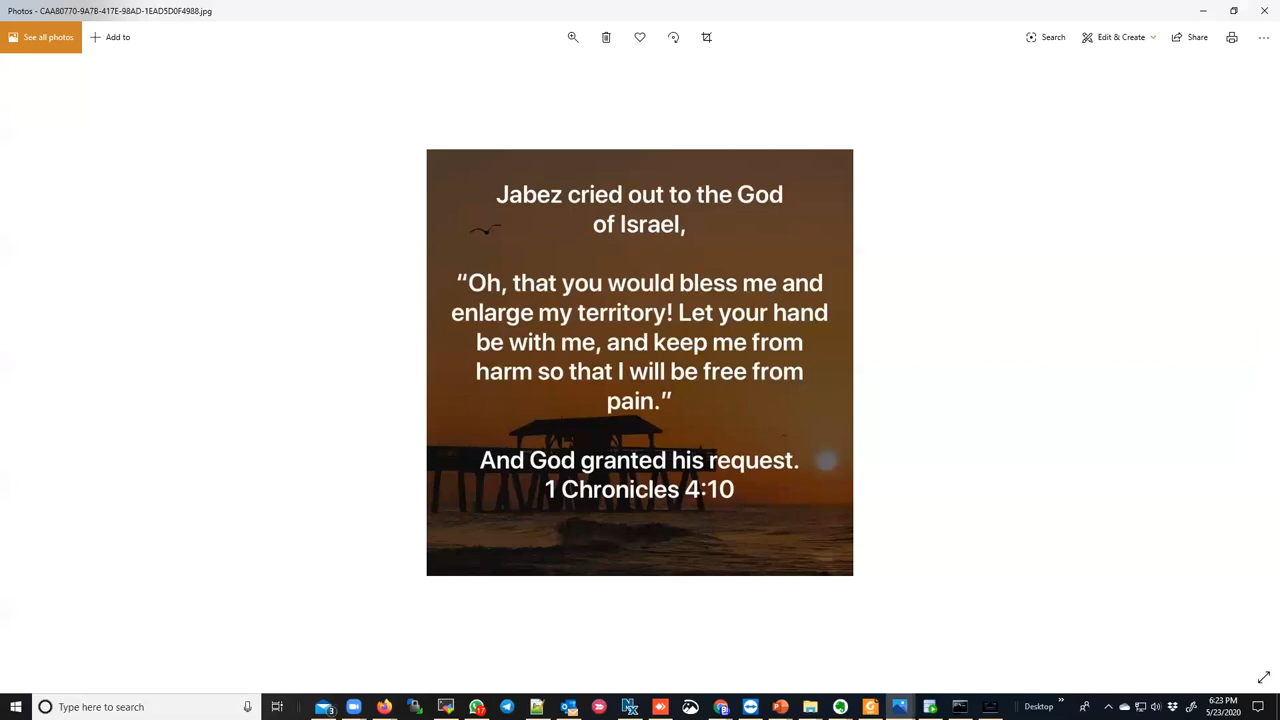 Photos - CAA80770-9A7B-417E-98AD-1EAD5D0F4988.jpg
See all photos
Add to
Search
Edit & Create
Share
Jabez cried out to the God
of Israel,
“Oh, that you would bless me and
enlarge my territory! Let your hand
be with me, and keep me from
harm so that I will be free from
pain.”
And God granted his request.
1 Chronicles 4:10
Type here to search
3
17
Desktop
6:23 PM
5/23/2020